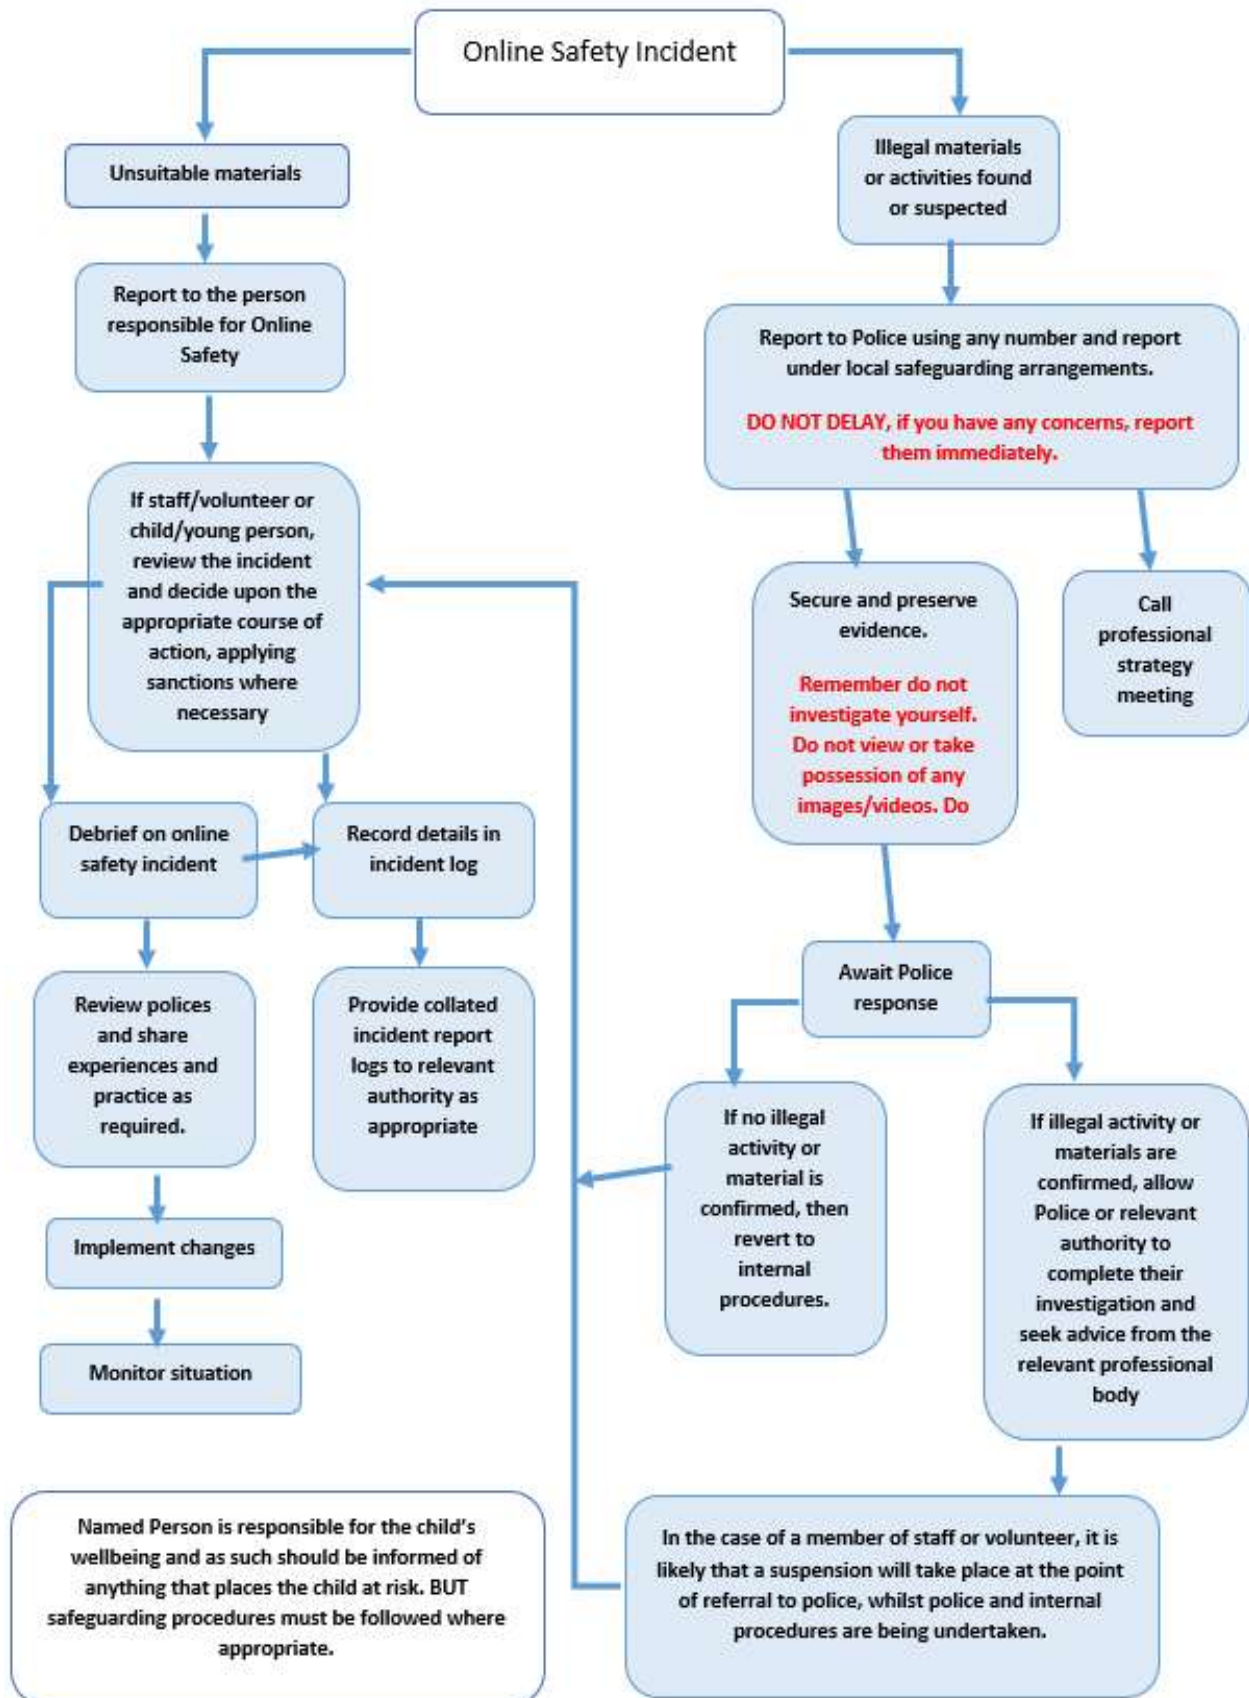 Online Safety Incident
Unsuitable materials
Report to the person
responsible for Online
Safety
If staff/volunteer or
child/young person,
review the incident
and decide upon the
appropriate course of
action, applying
sanctions where
necessary
Debrief on online
safety incident
Record details in
incident log
Review polices
and share
experiences and
practice as
required.
Provide collated
incident report
logs to relevant
authority as
appropriate
Implement changes
Monitor situation
Illegal materials
or activities found
or suspected
Report to Police using any number and report
under local safeguarding arrangements.
DO NOT DELAY, if you have any concerns, report
them immediately.
Secure and preserve
evidence.
Remember do not
investigate yourself.
Do not view or take
possession of any
images/videos. Do
Call
professional
strategy
meeting
Await Police
response
If no illegal
activity or
material is
confirmed, then
revert to
internal
procedures.
If illegal activity or
materials are
confirmed, allow
Police or relevant
authority to
complete their
investigation and
seek advice from the
relevant professional
body
In the case of a member of staff or volunteer, it is
likely that a suspension will take place at the point
of referral to police, whilst police and internal
procedures are being undertaken.
Named Person is responsible for the child’s
wellbeing and as such should be informed of
anything that places the child at risk. BUT
safeguarding procedures must be followed where
appropriate.